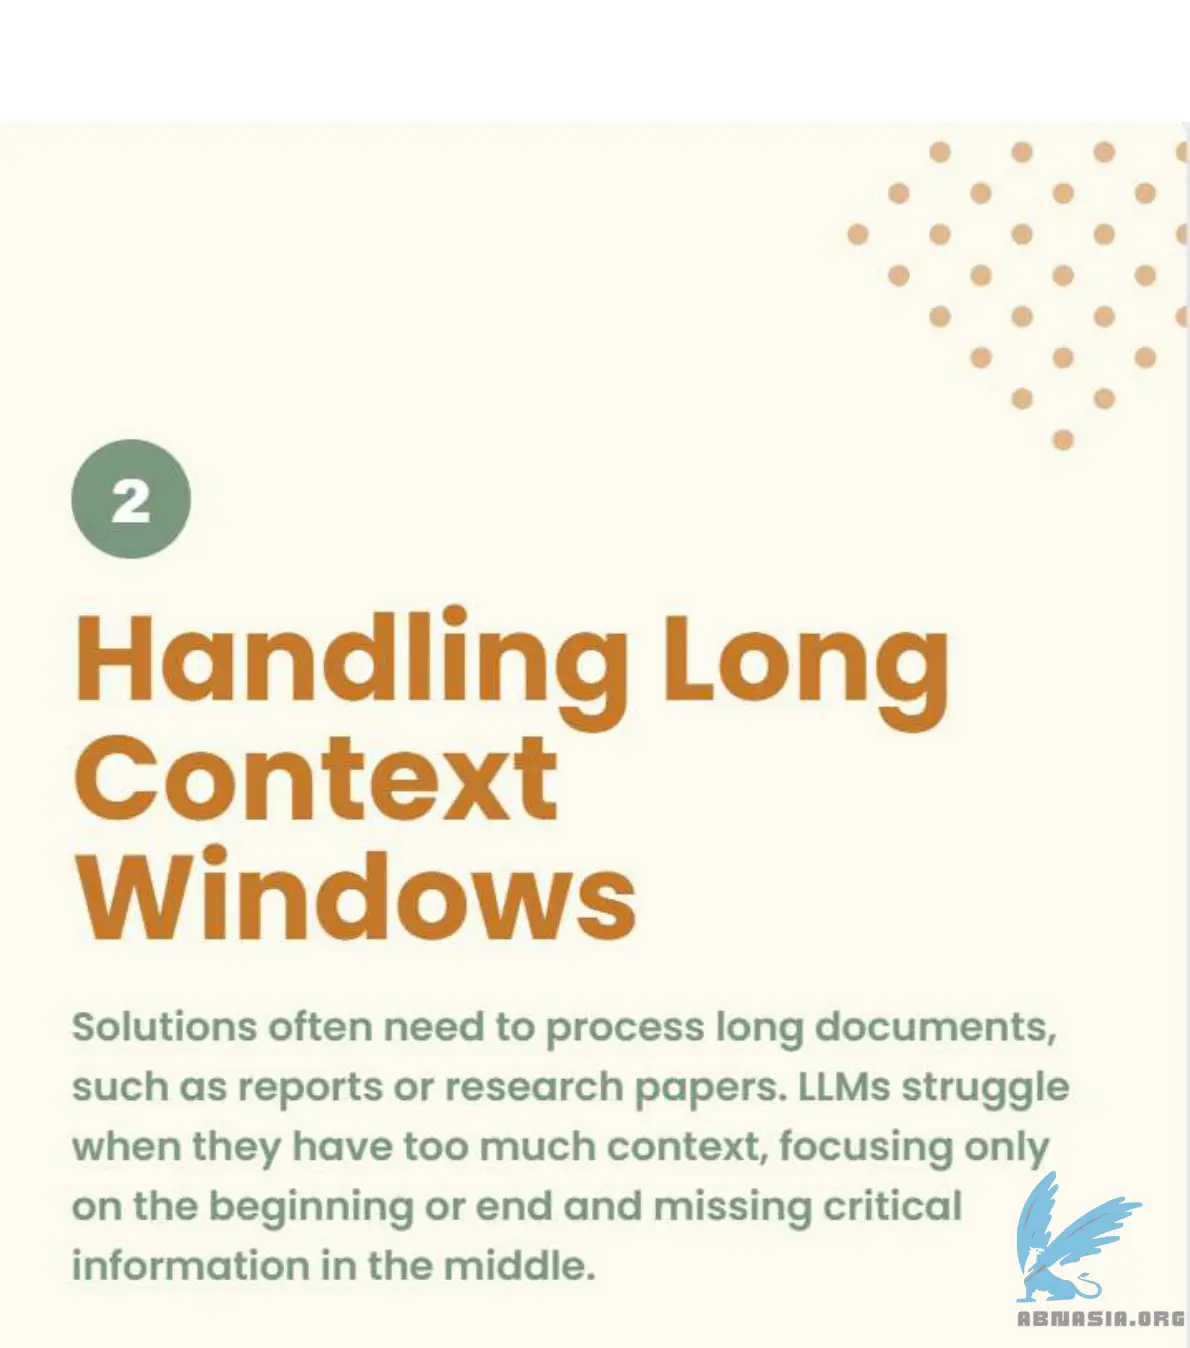 2
Handling Long
Context
Windows
Solutions often need to process long documents,
such as reports or research papers. LLMs struggle
when they have too much context, focusing only
on the beginning or end and missing critical
information in the middle.
ABNASIA.ORG